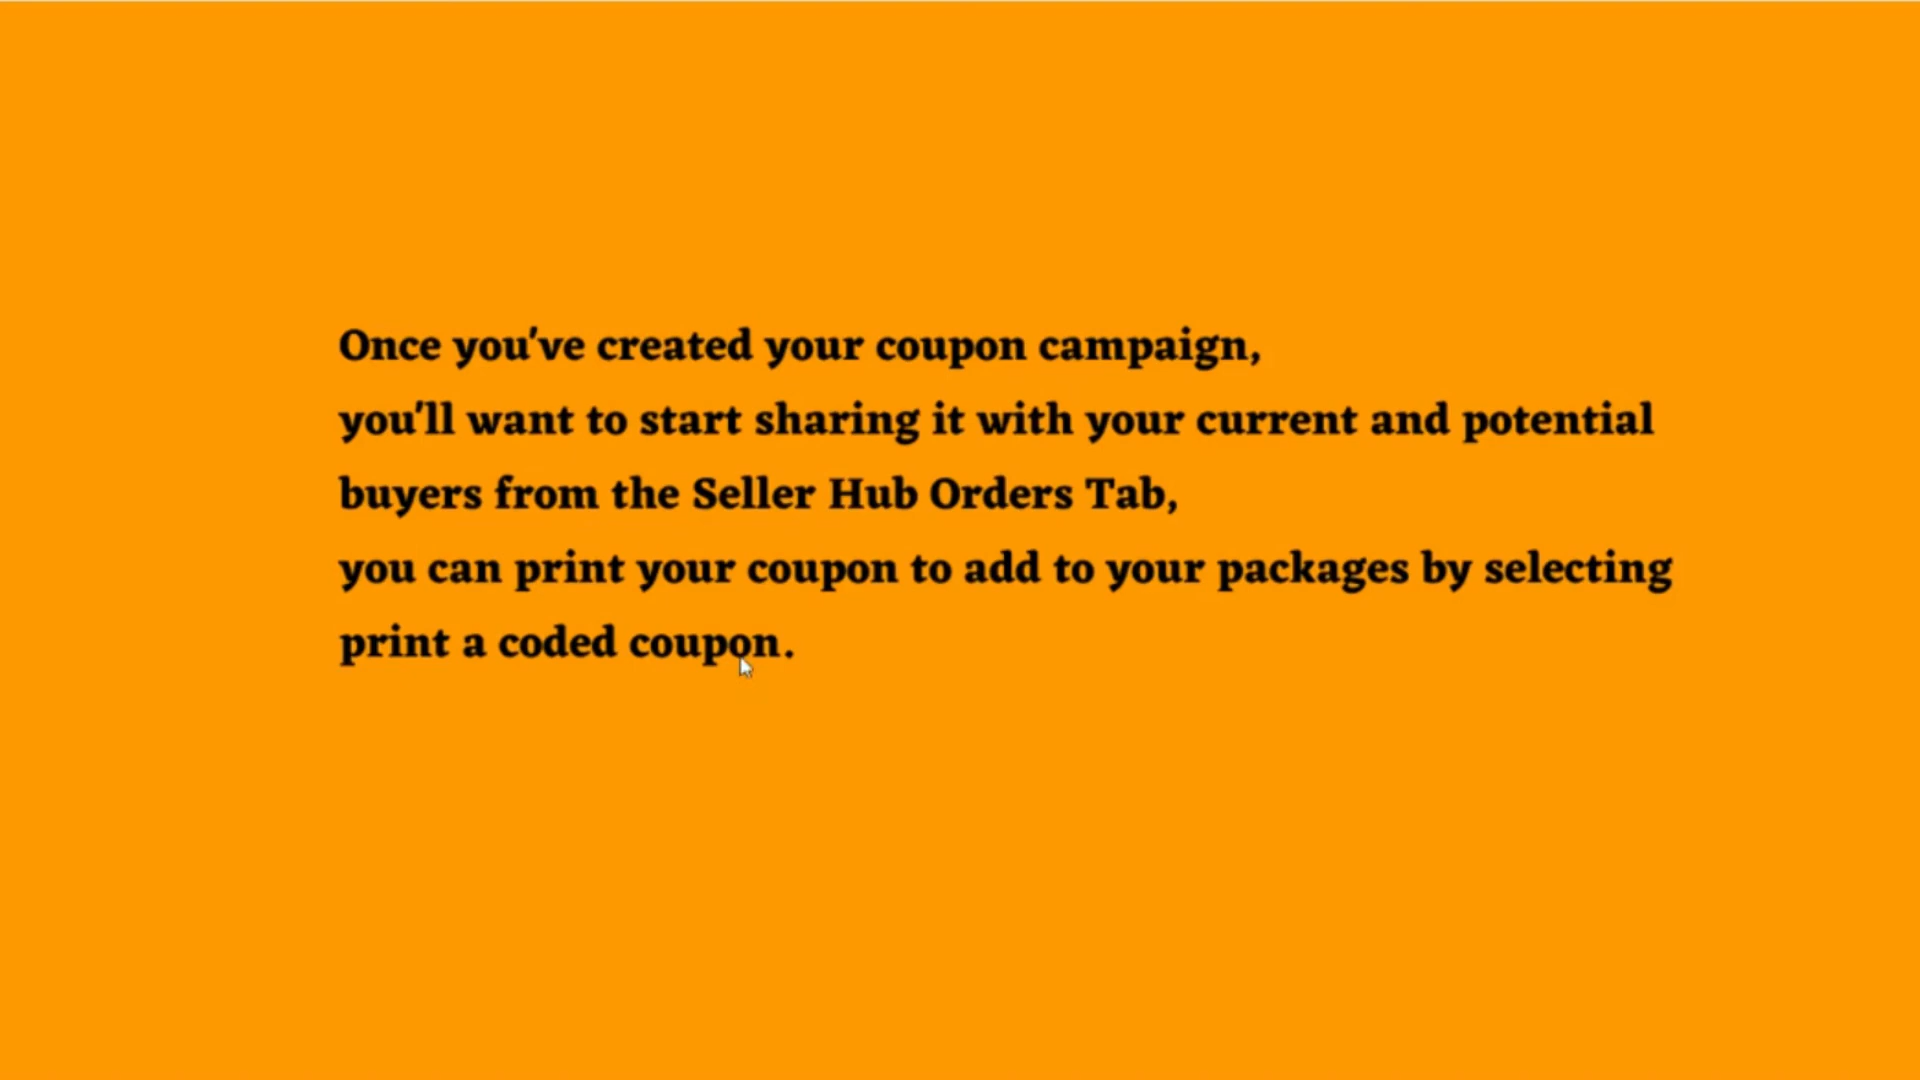 Once you've created your coupon campaign,
you'll want to start sharing it with your current and potential
buyers from the Seller Hub Orders Tab,
you can print your coupon to add to your packages by selecting
print a coded coupon.